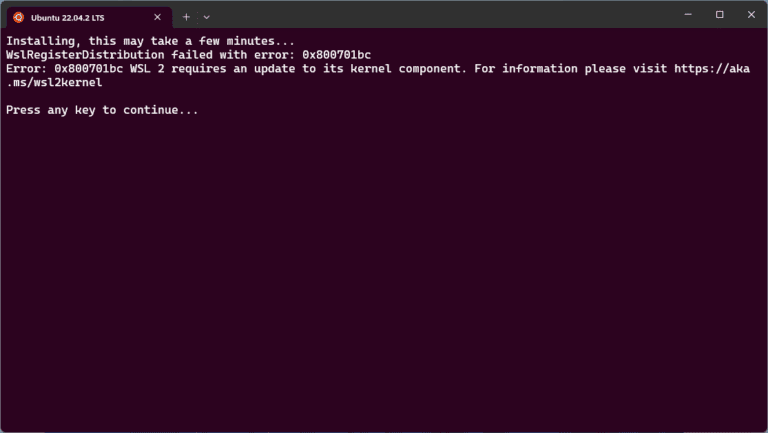 Ubuntu 22.04.2 LTS
Installing, this may take a few minutes...
WslRegisterDistribution failed with error: 0x800701bc
Error: 0x800701bc WSL 2 requires an update to its kernel component. For information please visit https://aka
.ms/wsl2kernel
Press any key to continue...